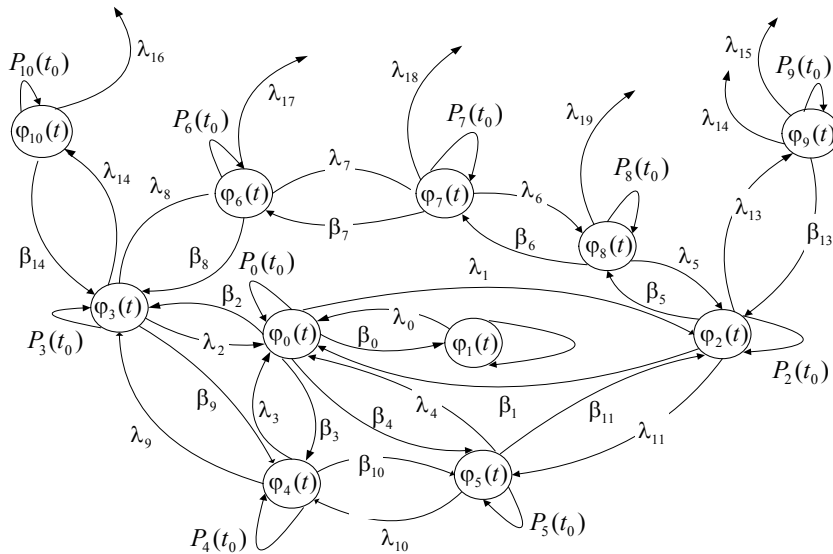 λ₁₆
λ₁₅
P₁₀(t₀)
P₉(t₀)
λ₁₈
λ₁₇
P₆(t₀)
P₇(t₀)
λ₁₉
λ₁₄
φ₁₀(t)
φ₉(t)
P₈(t₀)
λ₁₄
λ₈
λ₇
φ₆(t)
φ₇(t)
λ₆
λ₁₃
β₁₄
β₈
β₇
β₆
φ₈(t)
λ₅
β₁₃
P₀(t₀)
λ₁
β₅
φ₃(t)
β₂
λ₀
P₃(t₀)
λ₂
φ₀(t)
β₀
φ₁(t)
φ₂(t)
P₂(t₀)
β₉
λ₃
β₄
λ₄
β₁
β₁₁
λ₉
β₃
λ₁₁
β₁₀
φ₄(t)
φ₅(t)
P₄(t₀)
λ₁₀
P₅(t₀)